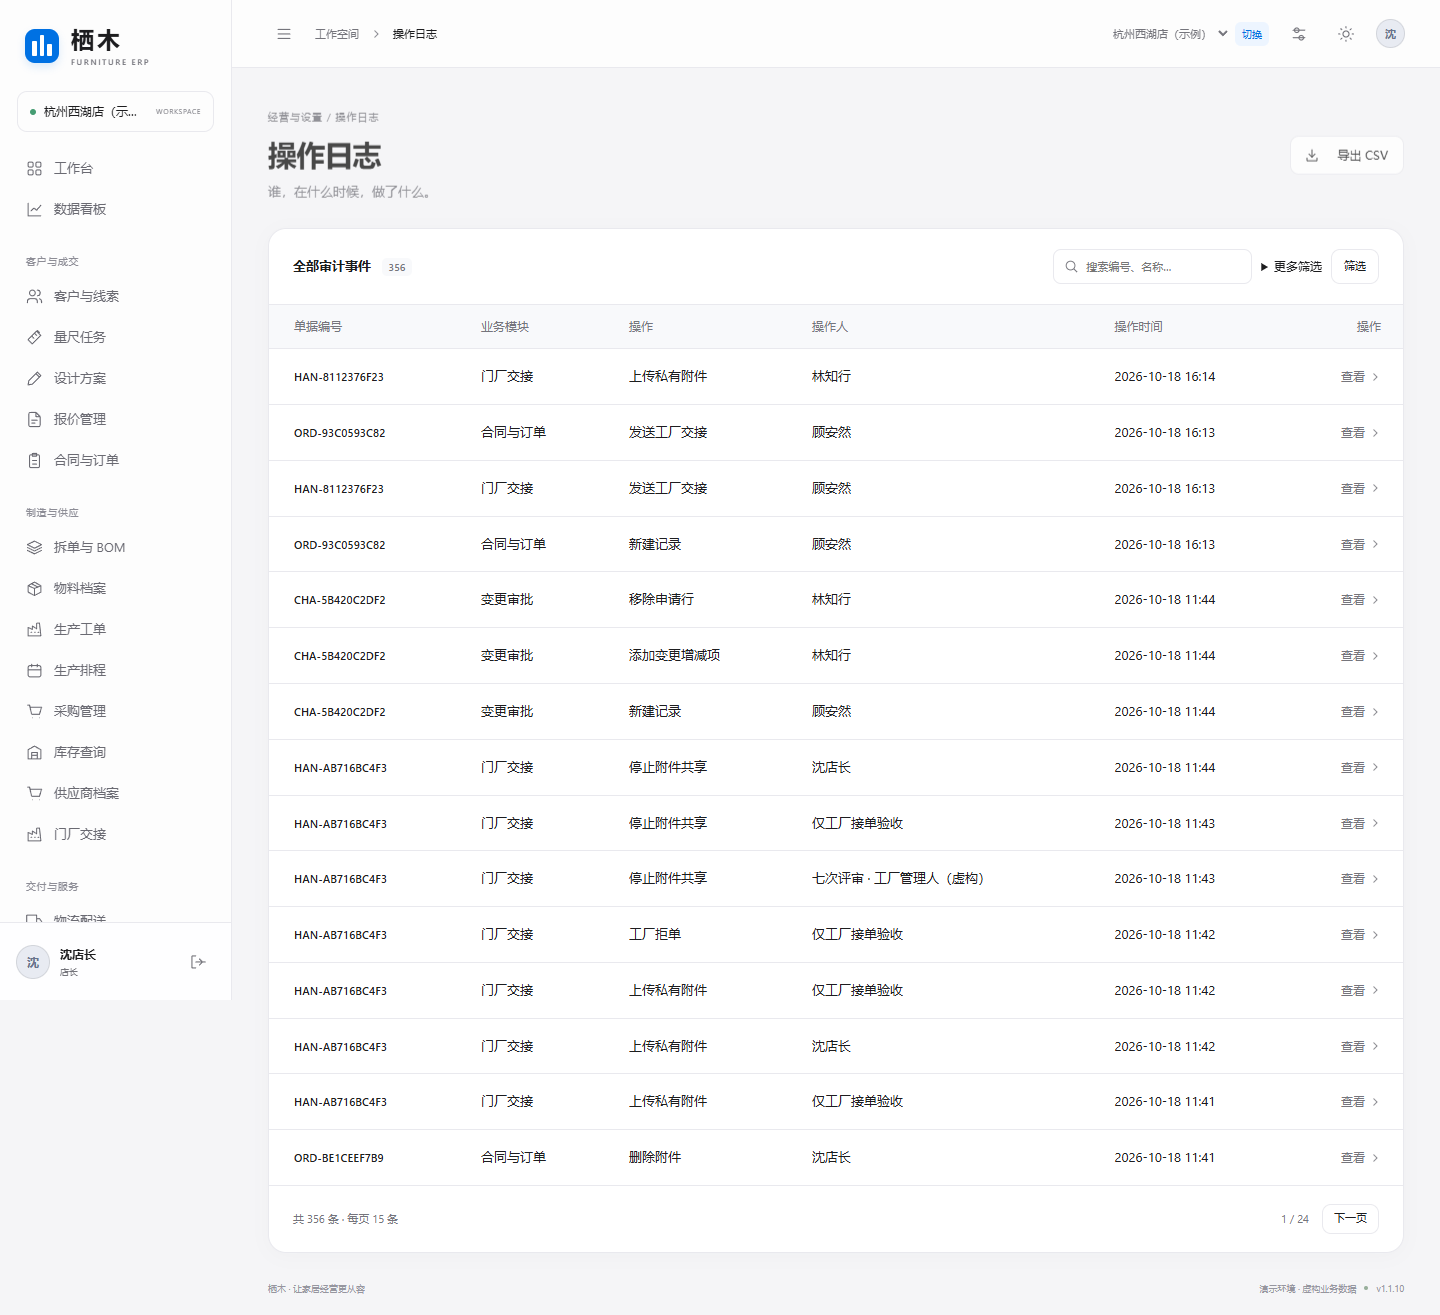 栖木
FURNITURE ERP
杭州西湖店（示... WORKSPACE
工作台
数据看板
客户与成交
客户与线索
量尺任务
设计方案
报价管理
合同与订单
制造与供应
拆单与 BOM
物料档案
生产工单
生产排程
采购管理
库存查询
供应商档案
门厂交接
交付与服务
物流配送
沈 沈店长
店长
工作空间 操作日志
杭州西湖店（示例） 切换 沈
经营与设置 / 操作日志
操作日志
谁，在什么时候，做了什么。
导出 CSV
全部审计事件 356
搜索编号、名称... 更多筛选 筛选
单据编号 业务模块 操作 操作人 操作时间 操作
HAN-8112376F23 门厂交接 上传私有附件 林知行 2026-10-18 16:14 查看
ORD-93C0593C82 合同与订单 发送工厂交接 顾安然 2026-10-18 16:13 查看
HAN-8112376F23 门厂交接 发送工厂交接 顾安然 2026-10-18 16:13 查看
ORD-93C0593C82 合同与订单 新建记录 顾安然 2026-10-18 16:13 查看
CHA-5B420C2DF2 变更审批 移除申请行 林知行 2026-10-18 11:44 查看
CHA-5B420C2DF2 变更审批 添加变更增减项 林知行 2026-10-18 11:44 查看
CHA-5B420C2DF2 变更审批 新建记录 顾安然 2026-10-18 11:44 查看
HAN-AB716BC4F3 门厂交接 停止附件共享 沈店长 2026-10-18 11:44 查看
HAN-AB716BC4F3 门厂交接 停止附件共享 仅工厂接单验收 2026-10-18 11:43 查看
HAN-AB716BC4F3 门厂交接 停止附件共享 七次评审 · 工厂管理人（虚构） 2026-10-18 11:43 查看
HAN-AB716BC4F3 门厂交接 工厂拒单 仅工厂接单验收 2026-10-18 11:42 查看
HAN-AB716BC4F3 门厂交接 上传私有附件 仅工厂接单验收 2026-10-18 11:42 查看
HAN-AB716BC4F3 门厂交接 上传私有附件 沈店长 2026-10-18 11:42 查看
HAN-AB716BC4F3 门厂交接 上传私有附件 仅工厂接单验收 2026-10-18 11:41 查看
ORD-BE1CEEF7B9 合同与订单 删除附件 沈店长 2026-10-18 11:41 查看
共 356 条 · 每页 15 条 1 / 24 下一页
栖木 · 让家居经营更从容 演示环境 · 虚构业务数据 v1.1.10